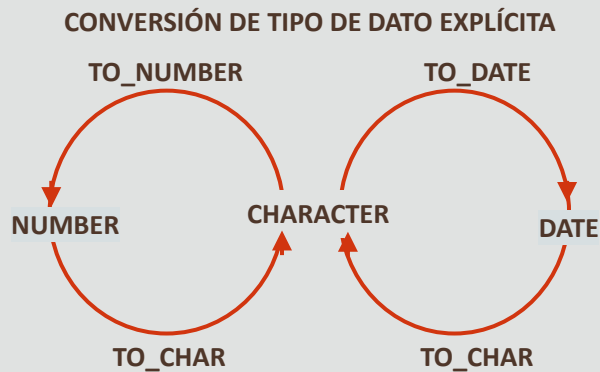 CONVERSIÓN DE TIPO DE DATO EXPLÍCITA
TO_NUMBER
TO_DATE
NUMBER
CHARACTER
DATE
TO_CHAR
TO_CHAR